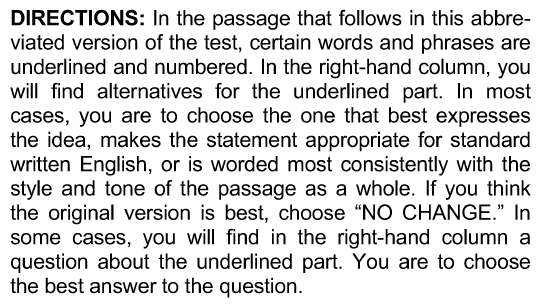 DIRECTIONS: In the passage that follows in this abbre-
viated version of the test, certain words and phrases are
underlined and numbered. In the right-hand column, you
will find alternatives for the underlined part. In most
cases, you are to choose the one that best expresses
the idea, makes the statement appropriate for standard
written English, or is worded most consistently with the
style and tone of the passage as a whole. If you think
the original version is best, choose “NO CHANGE.” In
some cases, you will find in the right-hand column a
question about the underlined part. You are to choose
the best answer to the question.